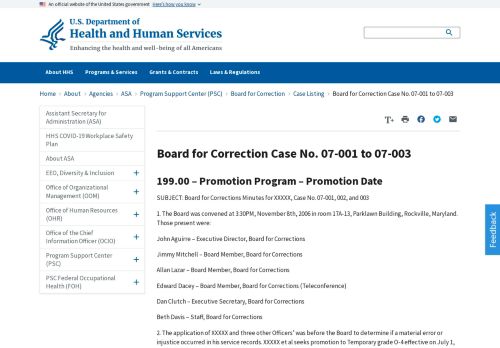 An official website of the United States government Here's how you know
U.S. Department of
Health and Human Services
Enhancing the health and well-being of all Americans
About HHS Programs & Services Grants & Contracts Laws & Regulations
Home > About > Agencies > ASA > Program Support Center (PSC) > Board for Correction > Case Listing > Board for Correction Case No. 07-001 to 07-003
Assistant Secretary for
Administration (ASA)
HHS COVID-19 Workplace Safety
Plan
About ASA
EEO, Diversity & Inclusion +
Office of Organizational
Management (OOM) +
Office of Human Resources
(OHR) +
Office of the Chief
Information Officer (OCIO) +
Program Support Center
(PSC) +
PSC Federal Occupational
Health (FOH) +
T+
Board for Correction Case No. 07-001 to 07-003
199.00 – Promotion Program – Promotion Date
SUBJECT: Board for Corrections Minutes for XXXXX, Case No. 07-001, 002, and 003
1. The Board was convened at 3:30PM, November 8th, 2006 in room 17A-13, Parklawn Building, Rockville, Maryland.
Those present were:
John Aguirre – Executive Director, Board for Corrections
Jimmy Mitchell – Board Member, Board for Corrections
Allan Lazar – Board Member, Board for Corrections
Edward Dacey – Board Member, Board for Corrections (Teleconference)
Dan Clutch – Executive Secretary, Board for Corrections
Beth Davis – Staff, Board for Corrections
2. The application of XXXXX and three other Officers' was before the Board to determine if a material error or
injustice occurred in his service records. XXXXX et al seeks promotion to Temporary grade O-4 effective on July 1,
Feedback